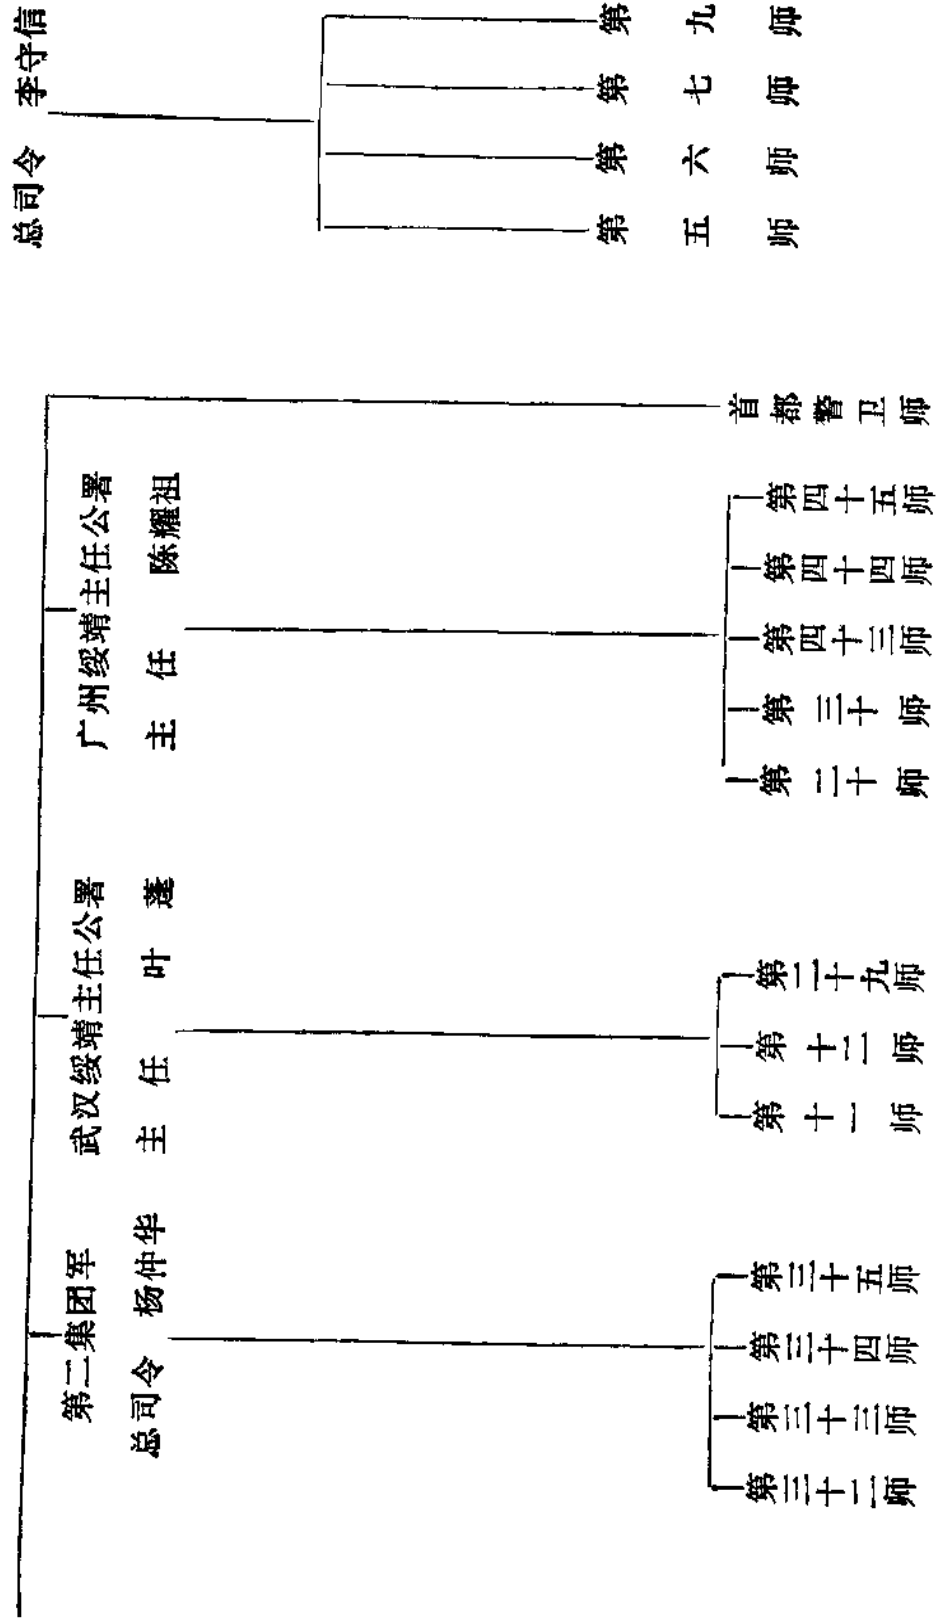 第二集团军
总司令 杨仲华
第三十二师
第三十三师
第三十四师
第三十五师
武汉绥靖主任公署
主任 叶蓬
第十一师
第十二师
第二十九师
广州绥靖主任公署
主任 陈耀祖
第二十师
第三十师
第四十三师
第四十四师
第四十五师
首都警卫师
总司令 李守信
第五师
第六师
第七师
第九师